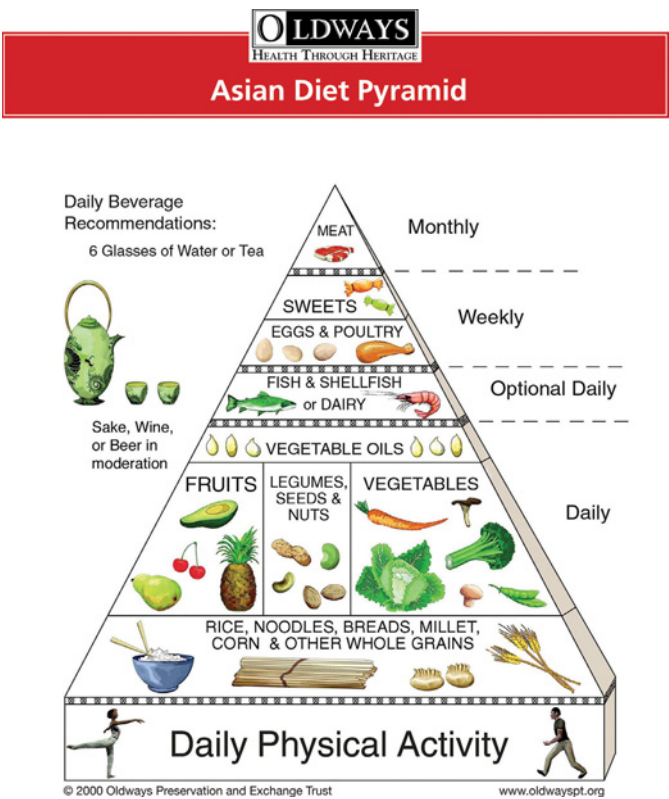 OLDWAYS
HEALTH THROUGH HERITAGE
Asian Diet Pyramid
Daily Beverage
Recommendations:
6 Glasses of Water or Tea
Sake, Wine,
or Beer in
moderation
MEAT
Monthly
SWEETS
EGGS & POULTRY
Weekly
FISH & SHELLFISH
or DAIRY
Optional Daily
VEGETABLE OILS
FRUITS
LEGUMES,
SEEDS &
NUTS
VEGETABLES
Daily
RICE, NOODLES, BREADS, MILLET,
CORN & OTHER WHOLE GRAINS
Daily Physical Activity
© 2000 Oldways Preservation and Exchange Trust
www.oldwayspt.org